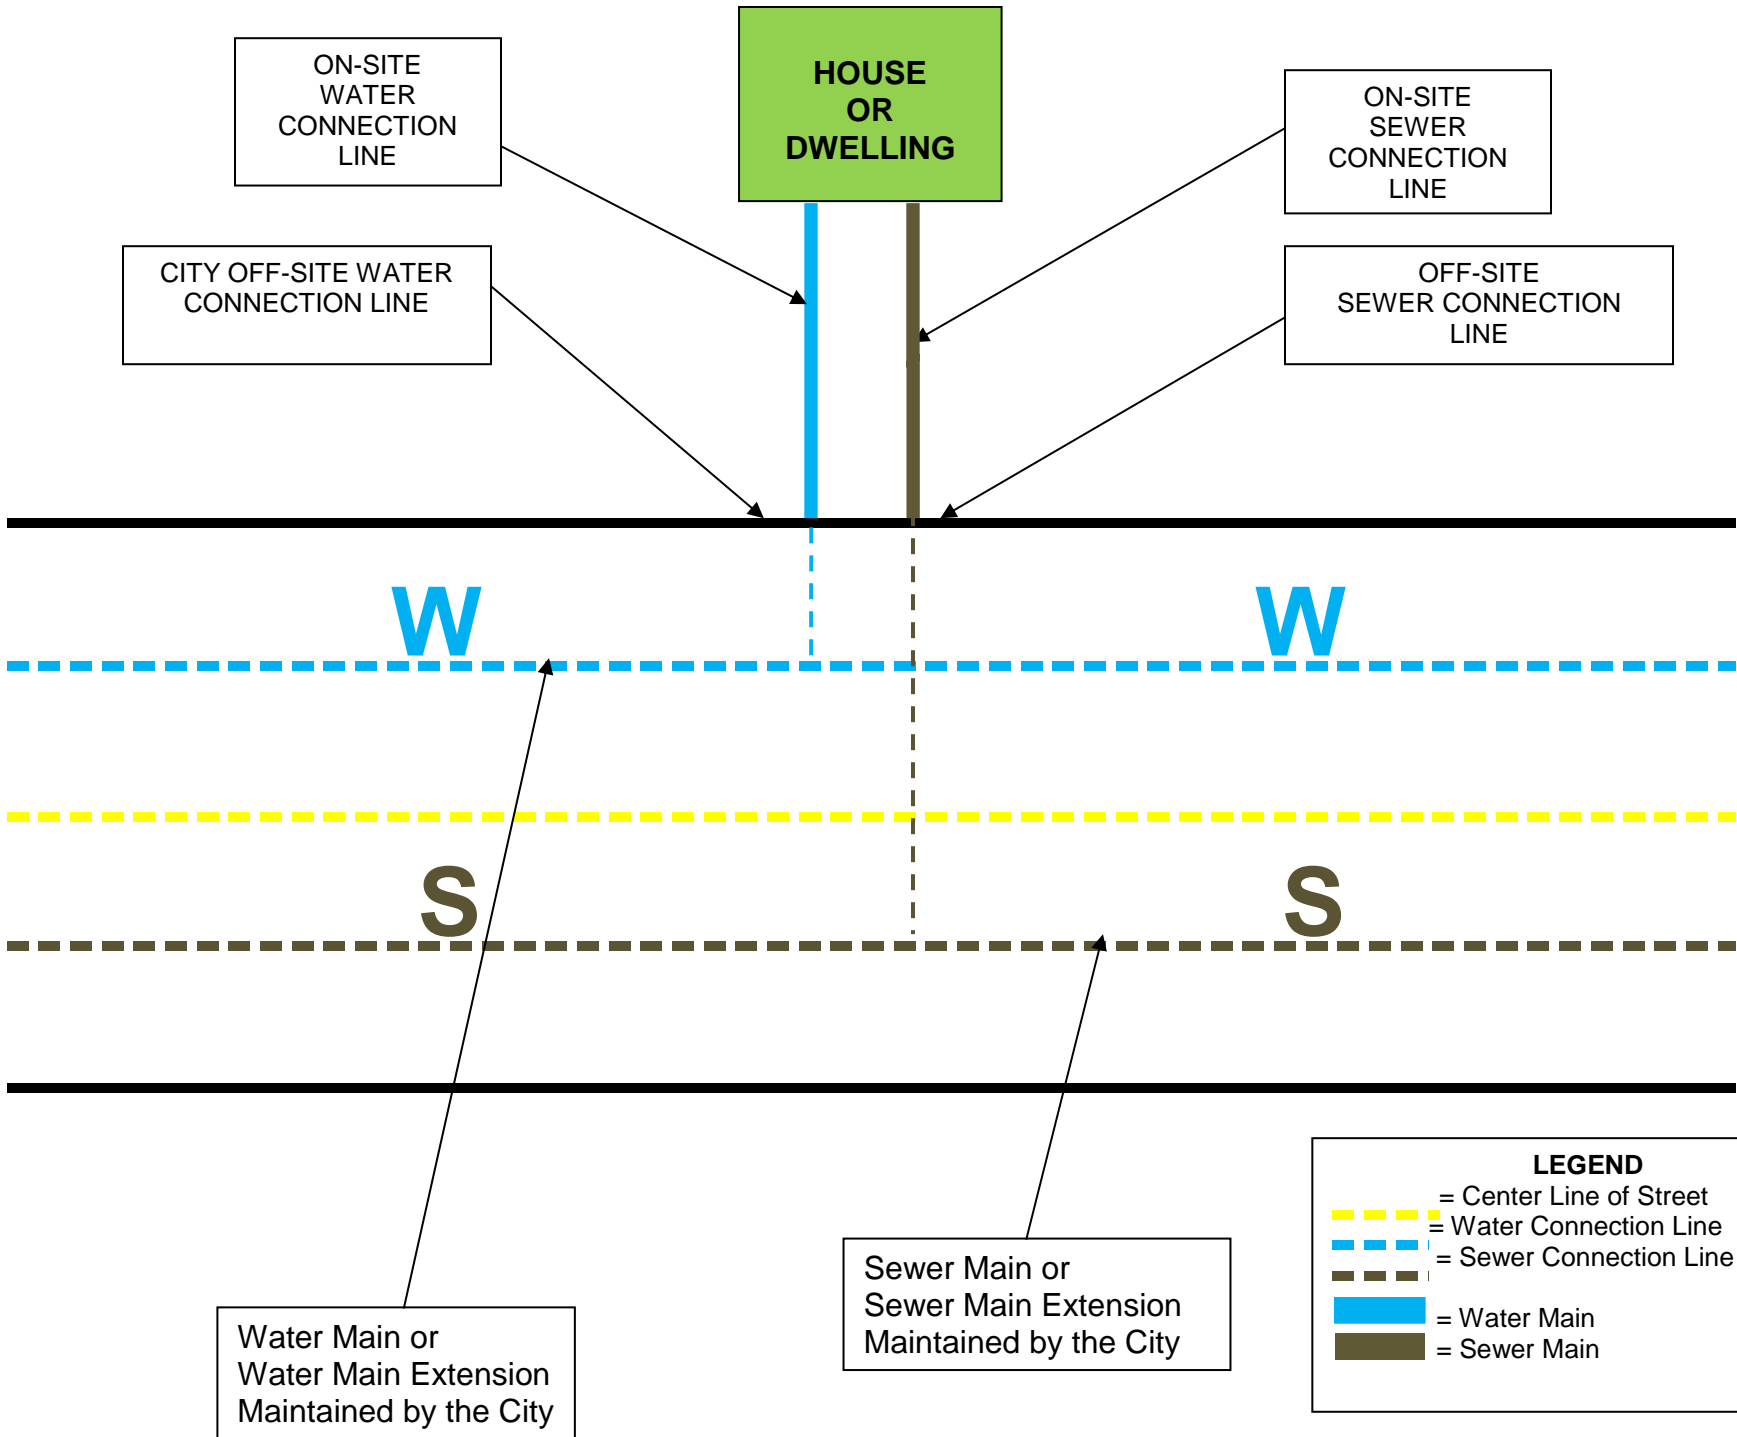 ON-SITE
WATER
CONNECTION
LINE
HOUSE
OR
DWELLING
ON-SITE
SEWER
CONNECTION
LINE
CITY OFF-SITE WATER
CONNECTION LINE
OFF-SITE
SEWER CONNECTION
LINE
W
W
S
S
Water Main or
Water Main Extension
Maintained by the City
Sewer Main or
Sewer Main Extension
Maintained by the City
LEGEND
= Center Line of Street
= Water Connection Line
= Sewer Connection Line
= Water Main
= Sewer Main